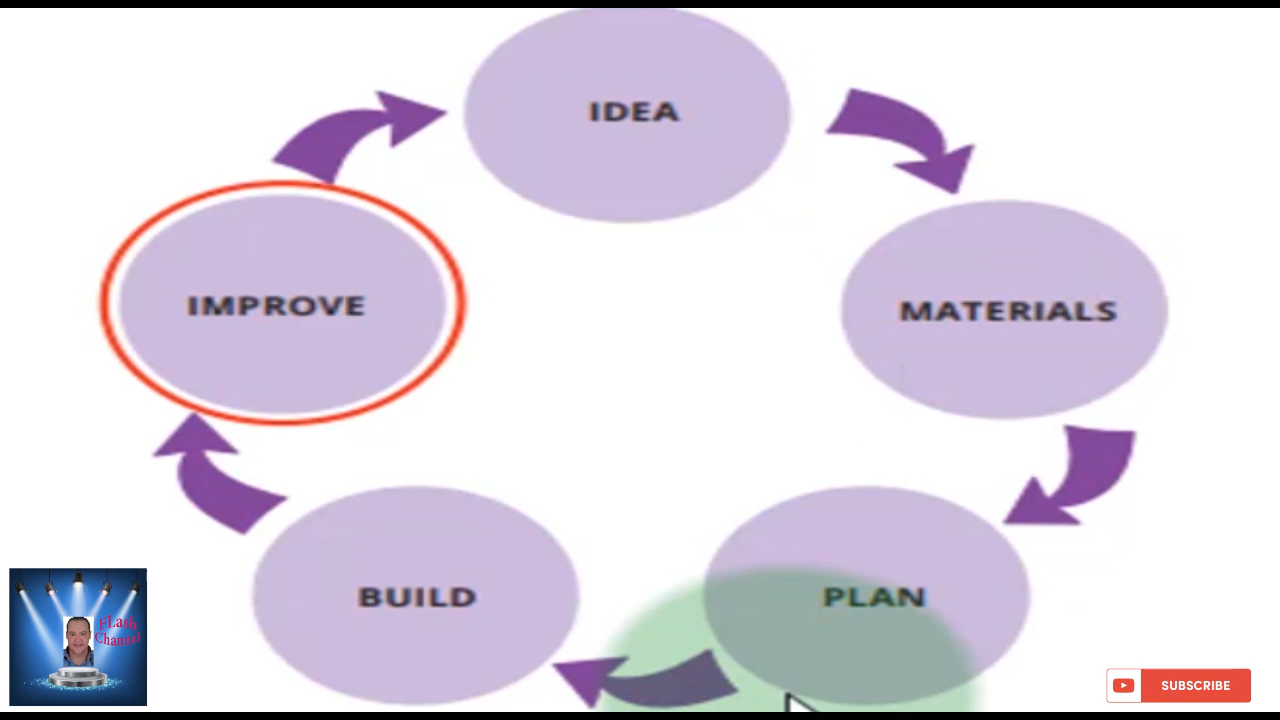 IDEA
MATERIALS
IMPROVE
PLAN
BUILD
FLash
Channel
SUBSCRIBE